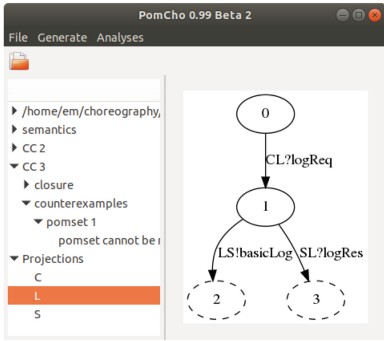 PomCho 0.99 Beta 2
File Generate Analyses
/home/em/choreography,
semantics
CC 2
CC 3
closure
counterexamples
pomset 1
pomset cannot be
Projections
C
L
S
0
CL?logReq
1
LS!basicLog SL?logRes
2 3